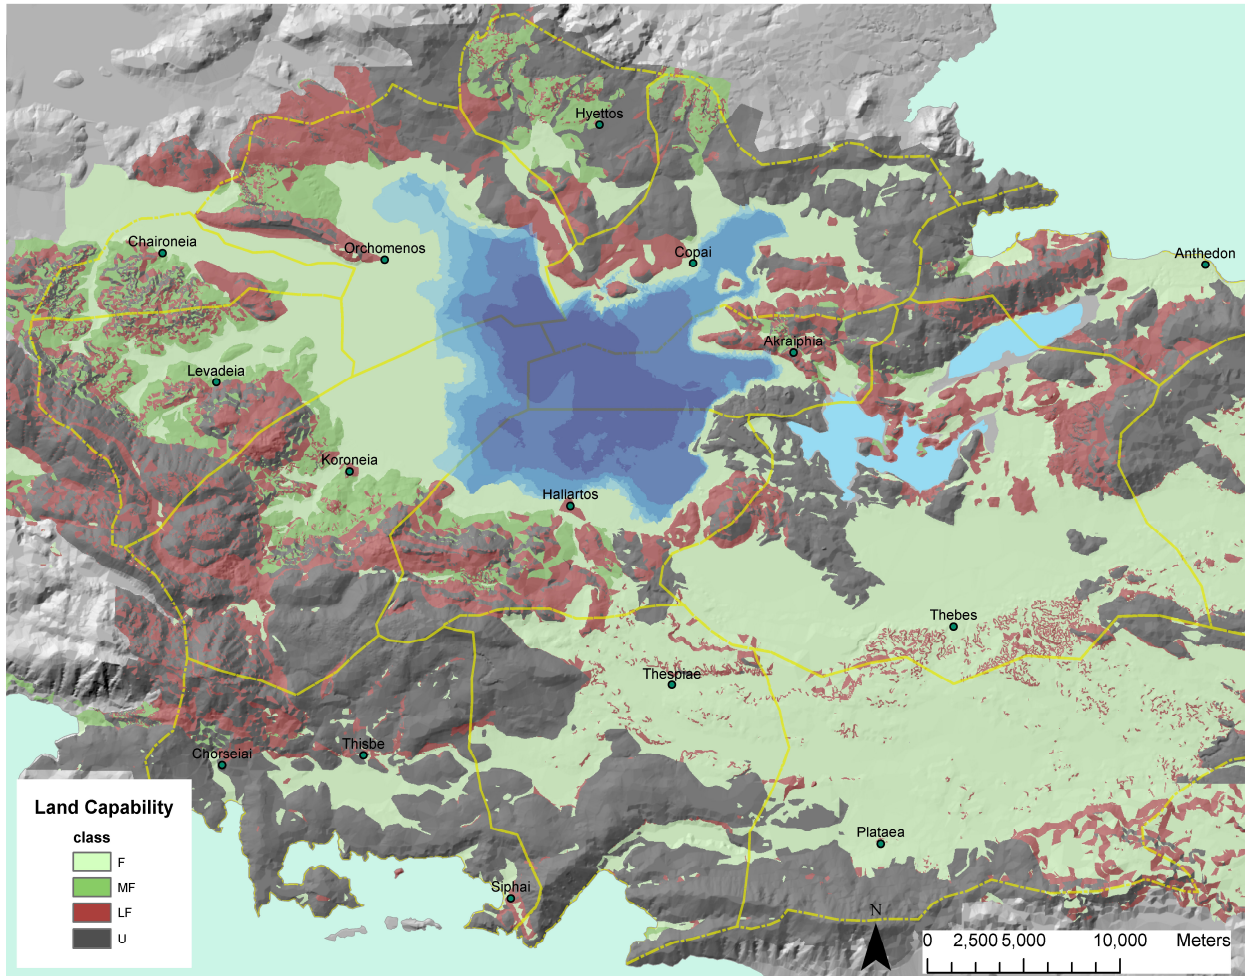 Hyettos
Chaironeia
Orchomenos
Copai
Anthedon
Akraiphia
Levadeia
Koroneia
Hallartos
Thebes
Thespiae
Thisbe
Chorseiai
Plataea
Siphai
Land Capability
class
F
MF
LF
U
N
0 2,500 5,000 10,000 Meters